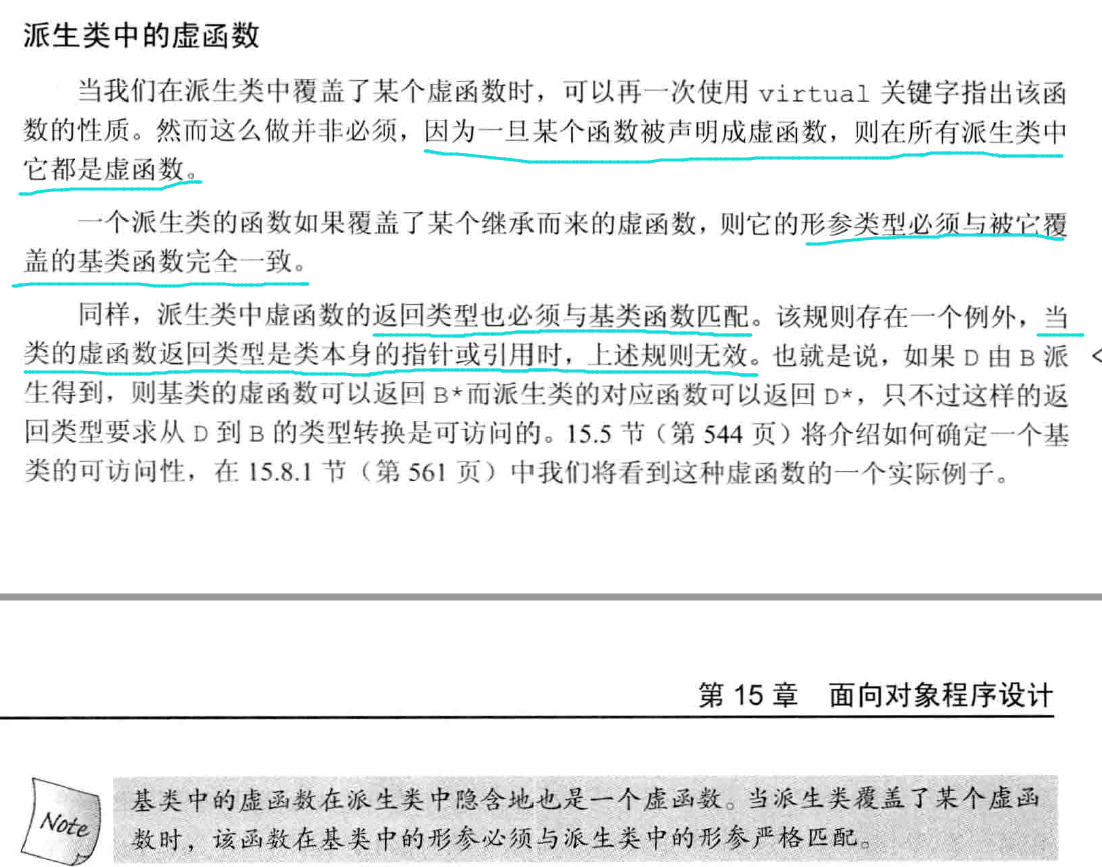 派生类中的虚函数
当我们在派生类中覆盖了某个虚函数时，可以再一次使用 virtual 关键字指出该函
数的性质。然而这么做并非必须，因为一旦某个函数被声明成虚函数，则在所有派生类中
它都是虚函数。
一个派生类的函数如果覆盖了某个继承而来的虚函数，则它的形参类型必须与被它覆
盖的基类函数完全一致。
同样，派生类中虚函数的返回类型也必须与基类函数匹配。该规则存在一个例外，当
类的虚函数返回类型是类本身的指针或引用时，上述规则无效。也就是说，如果 D 由 B 派
生得到，则基类的虚函数可以返回 B*而派生类的对应函数可以返回 D*，只不过这样的返
回类型要求从 D 到 B 的类型转换是可访问的。15.5 节（第 544 页）将介绍如何确定一个基
类的可访问性，在 15.8.1 节（第 561 页）中我们将看到这种虚函数的一个实际例子。
第 15 章 面向对象程序设计
Note
基类中的虚函数在派生类中隐含地也是一个虚函数。当派生类覆盖了某个虚函
数时，该函数在基类中的形参必须与派生类中的形参严格匹配。